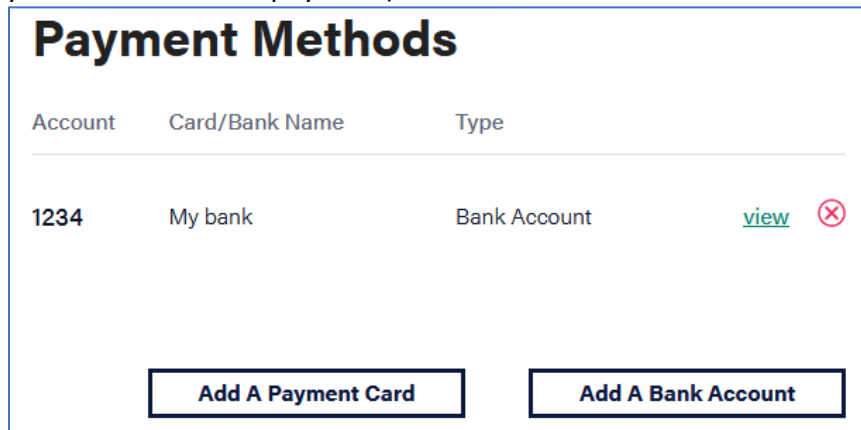 Payment Methods
Account Card/Bank Name Type
1234 My bank Bank Account view
Add A Payment Card Add A Bank Account